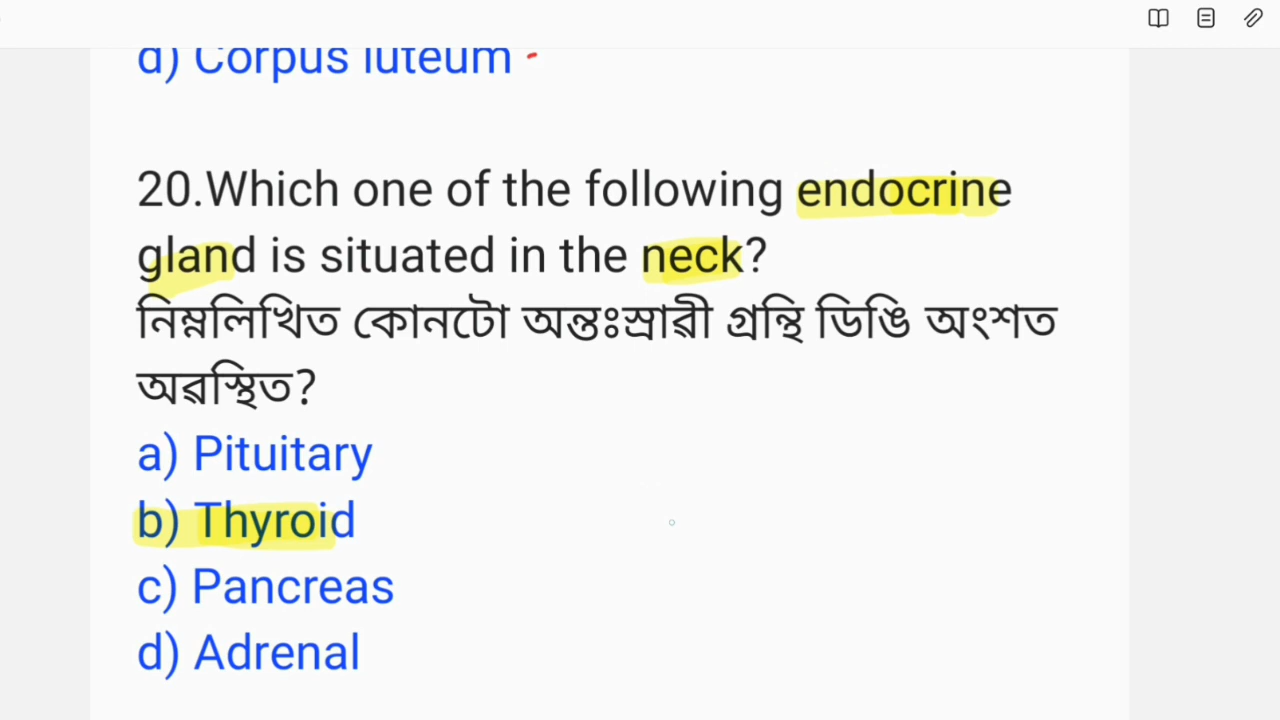 d) Corpus luteum
20.Which one of the following endocrine
gland is situated in the neck?
নিম্নলিখিত কোনটো অন্তঃস্ৰাৱী গ্ৰন্থি ডিঙি অংশত
অৱস্থিত?
a) Pituitary
b) Thyroid
c) Pancreas
d) Adrenal